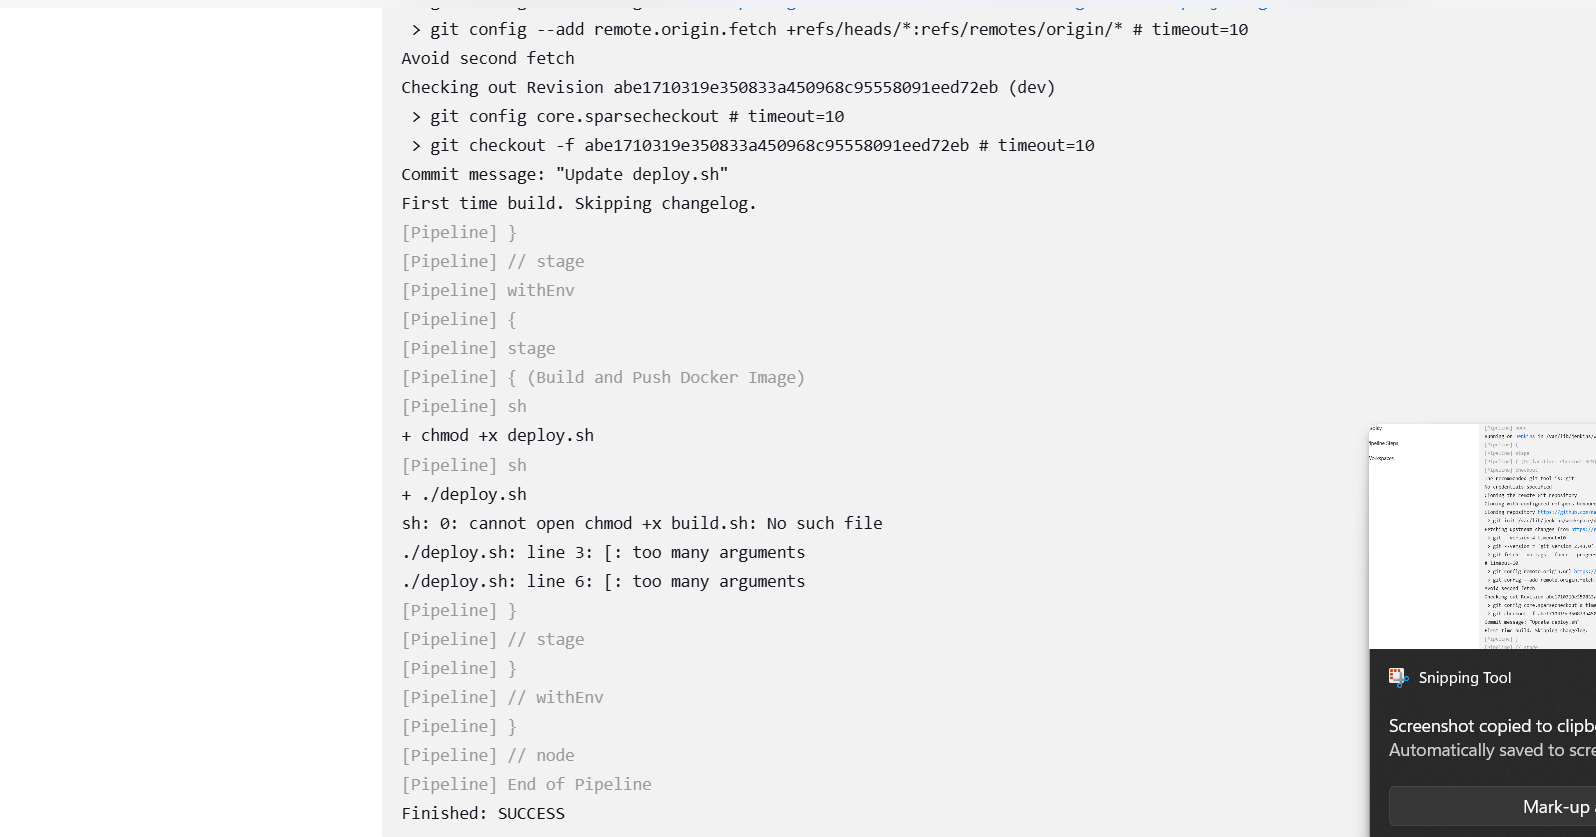 > git config --add remote.origin.fetch +refs/heads/*:refs/remotes/origin/* # timeout=10
Avoid second fetch
Checking out Revision abe1710319e350833a450968c95558091eed72eb (dev)
> git config core.sparsecheckout # timeout=10
> git checkout -f abe1710319e350833a450968c95558091eed72eb # timeout=10
Commit message: "Update deploy.sh"
First time build. Skipping changelog.
[Pipeline] }
[Pipeline] // stage
[Pipeline] withEnv
[Pipeline] {
[Pipeline] stage
[Pipeline] { (Build and Push Docker Image)
[Pipeline] sh
+ chmod +x deploy.sh
[Pipeline] sh
+ ./deploy.sh
sh: 0: cannot open chmod +x build.sh: No such file
./deploy.sh: line 3: [: too many arguments
./deploy.sh: line 6: [: too many arguments
[Pipeline] }
[Pipeline] // stage
[Pipeline] }
[Pipeline] // withEnv
[Pipeline] }
[Pipeline] // node
[Pipeline] End of Pipeline
Finished: SUCCESS
Snipping Tool
Screenshot copied to clipb
Automatically saved to scre
Mark-up